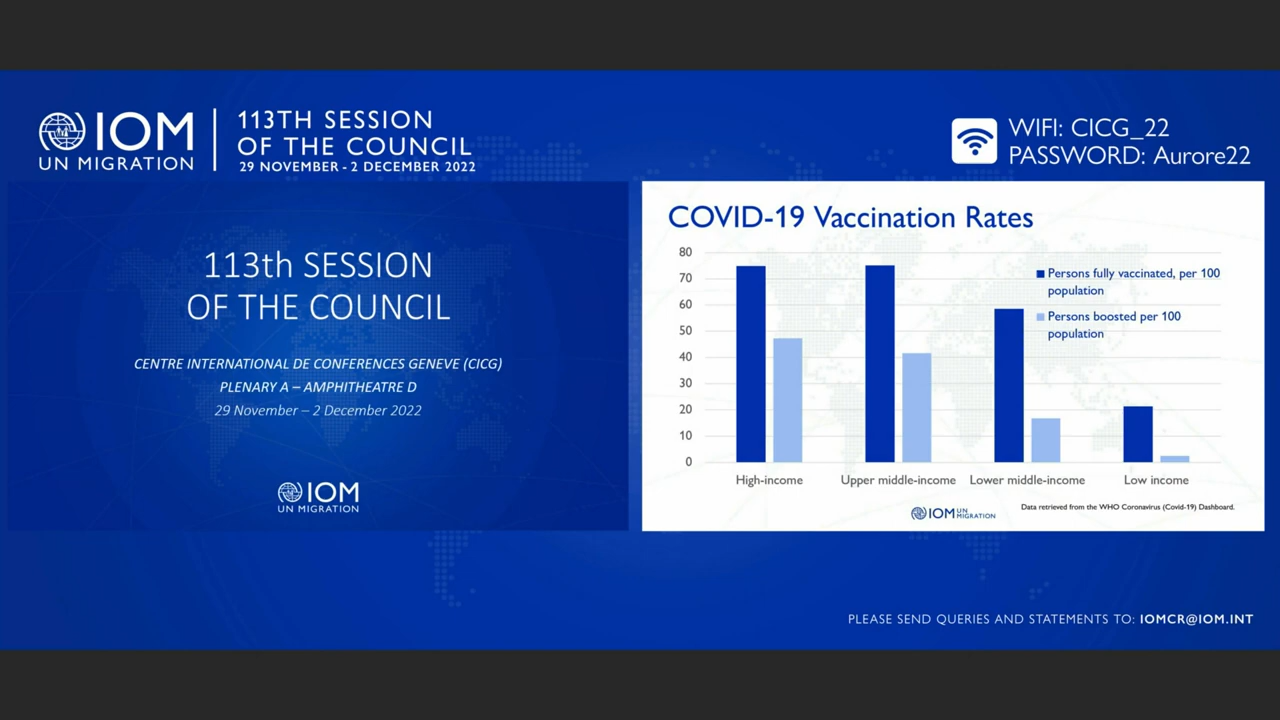 IOM
UN MIGRATION
113TH SESSION
OF THE COUNCIL
29 NOVEMBER - 2 DECEMBER 2022
WIFI: CICG_22
PASSWORD: Aurore22
113th SESSION
OF THE COUNCIL
CENTRE INTERNATIONAL DE CONFERENCES GENEVE (CICG)
PLENARY A – AMPHITHEATRE D
29 November – 2 December 2022
IOM
UN MIGRATION
COVID-19 Vaccination Rates
80
70
60
50
40
30
20
10
0
Persons fully vaccinated, per 100
population
Persons boosted per 100
population
High-income
Upper middle-income
Lower middle-income
Low income
IOM UN
MIGRATION
Data retrieved from the WHO Coronavirus (Covid-19) Dashboard.
PLEASE SEND QUERIES AND STATEMENTS TO: IOMCR@IOM.INT